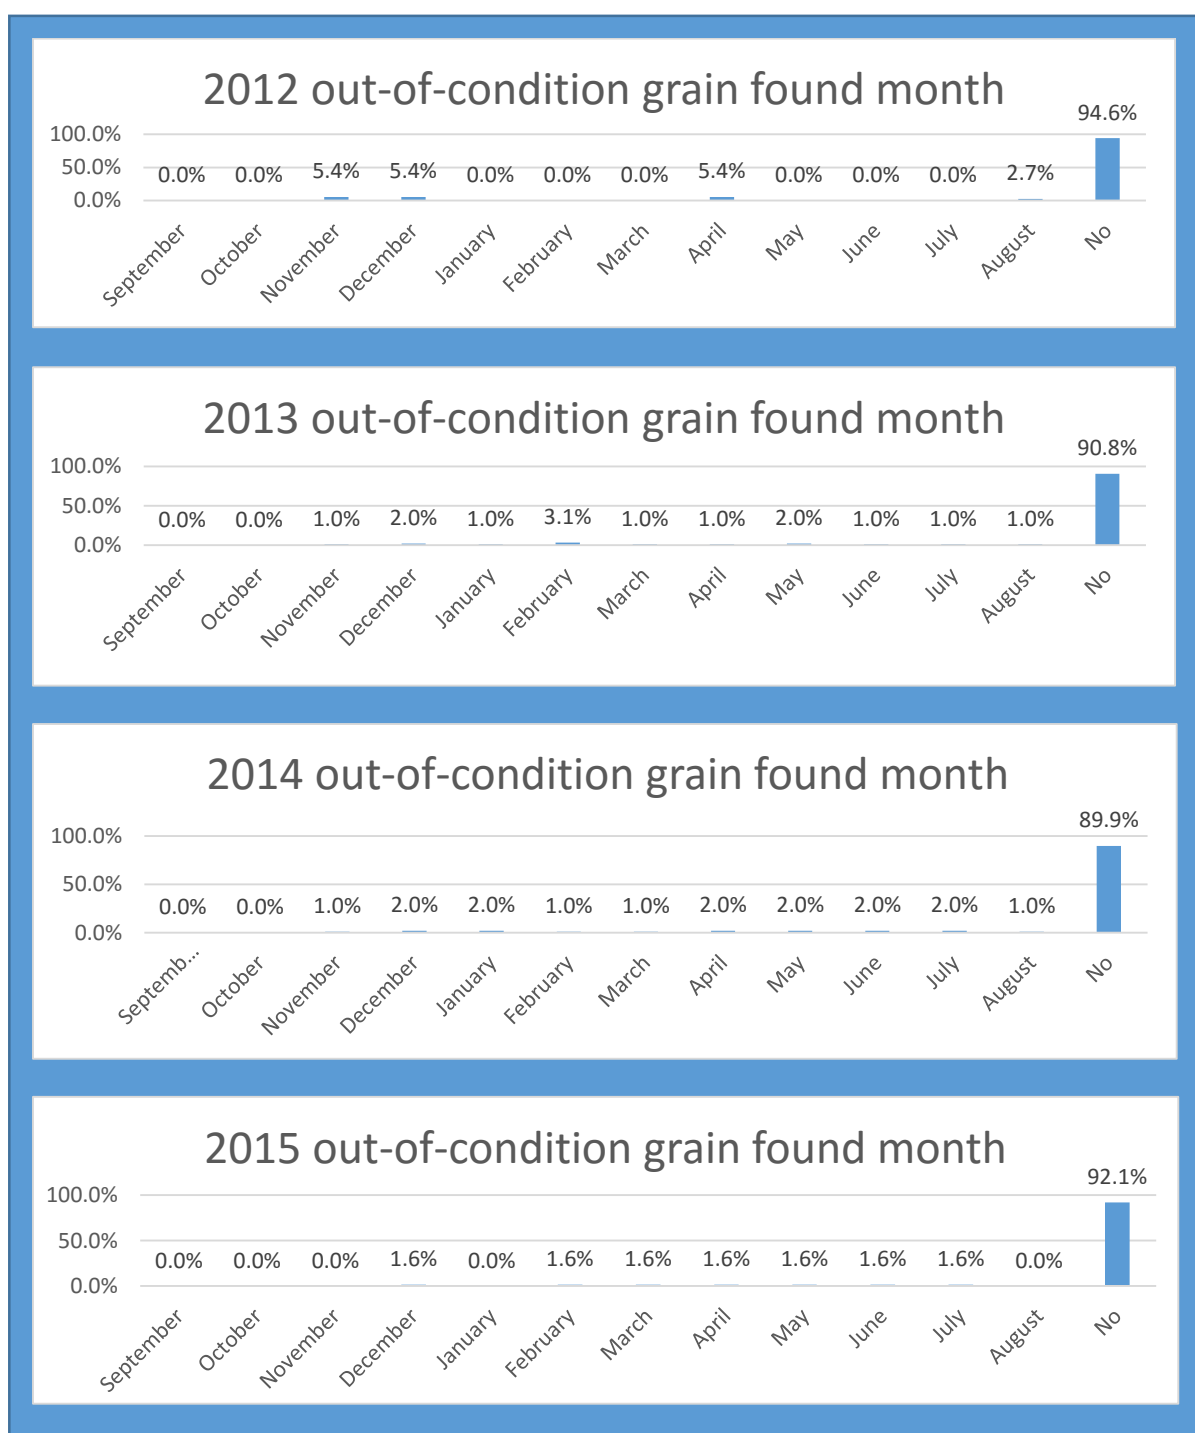 2012 out-of-condition grain found month
94.6%
100.0%
50.0%
0.0%
0.0% 0.0% 5.4% 5.4% 0.0% 0.0% 0.0% 5.4% 0.0% 0.0% 0.0% 2.7%
September October November December January February March April May June July August No
2013 out-of-condition grain found month
90.8%
100.0%
50.0%
0.0%
0.0% 0.0% 1.0% 2.0% 1.0% 3.1% 1.0% 1.0% 2.0% 1.0% 1.0% 1.0%
September October November December January February March April May June July August No
2014 out-of-condition grain found month
89.9%
100.0%
50.0%
0.0%
0.0% 0.0% 1.0% 2.0% 2.0% 1.0% 1.0% 2.0% 2.0% 2.0% 2.0% 1.0%
Septemb... October November December January February March April May June July August No
2015 out-of-condition grain found month
92.1%
100.0%
50.0%
0.0%
0.0% 0.0% 0.0% 1.6% 0.0% 1.6% 1.6% 1.6% 1.6% 1.6% 1.6% 0.0%
September October November December January February March April May June July August No